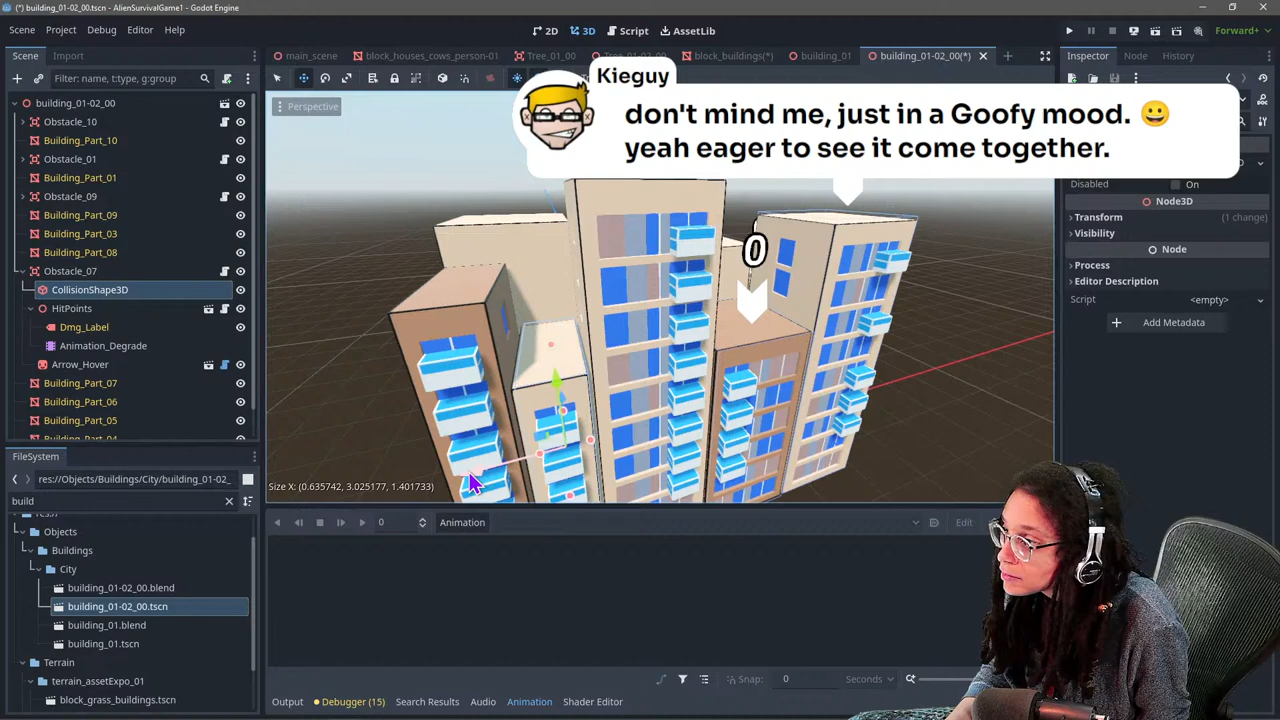 (*) building_01-02_00.tscn - AlienSurvivalGame1 - Godot Engine
Scene Project Debug Editor Help
2D 3D Script AssetLib
Forward+
Scene Import
main_scene block_houses_cows_person-01 Tree_01_00 block_buildings(*) building_01 building_01-02_00(*)
Inspector Node History
Filter: name, t:type, g:group
Kieguy
don't mind me, just in a Goofy mood. 😀
yeah eager to see it come together.
Perspective
building_01-02_00
Obstacle_10
Building_Part_10
Obstacle_01
Building_Part_01
Obstacle_09
Building_Part_09
Building_Part_03
Building_Part_08
Obstacle_07
CollisionShape3D
HitPoints
Dmg_Label
Animation_Degrade
Arrow_Hover
Building_Part_07
Building_Part_06
Building_Part_05
Building_Part_04
0
Size X: (0.635742, 3.025177, 1.401733)
Disabled On
Node3D
Transform (1 change)
Visibility
Node
Process
Editor Description
Script <empty>
Add Metadata
FileSystem
res://Objects/Buildings/City/building_01-02_
build
res://
Objects
Buildings
City
building_01-02_00.blend
building_01-02_00.tscn
building_01.blend
building_01.tscn
Terrain
terrain_assetExpo_01
block_grass_buildings.tscn
0 Animation Edit
Snap: 0 Seconds
Output Debugger (15) Search Results Audio Animation Shader Editor